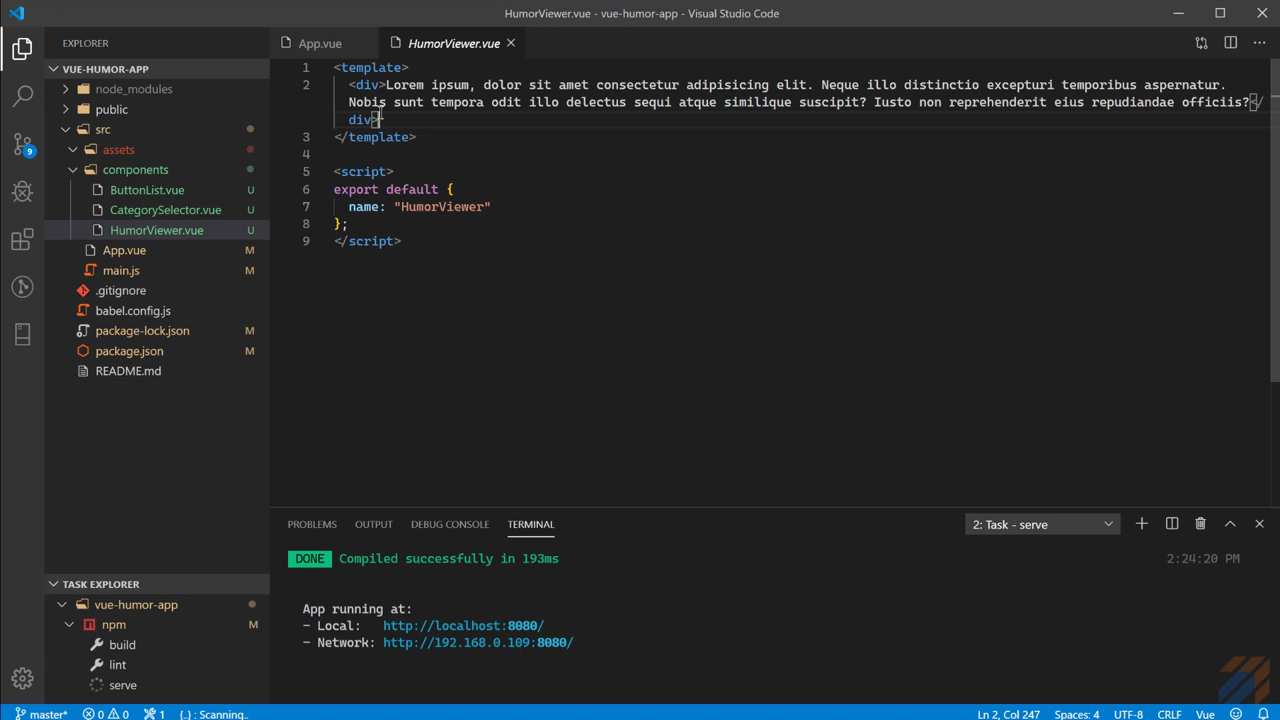 HumorViewer.vue - vue-humor-app - Visual Studio Code
EXPLORER
App.vue
HumorViewer.vue
VUE-HUMOR-APP
node_modules
public
src
assets
components
ButtonList.vue U
CategorySelector.vue U
HumorViewer.vue U
App.vue M
main.js M
.gitignore
babel.config.js
package-lock.json M
package.json M
README.md
TASK EXPLORER
vue-humor-app
npm M
build
lint
serve
9
1 <template>
2 <div>Lorem ipsum, dolor sit amet consectetur adipisicing elit. Neque illo distinctio excepturi temporibus aspernatur.
Nobis sunt tempora odit illo delectus sequi atque similique suscipit? Iusto non reprehenderit eius repudiandae officiis?</
div>
3 </template>
4
5 <script>
6 export default {
7 name: "HumorViewer"
8 };
9 </script>
PROBLEMS OUTPUT DEBUG CONSOLE TERMINAL 2: Task - serve
DONE Compiled successfully in 193ms 2:24:20 PM
App running at:
- Local: http://localhost:8080/
- Network: http://192.168.0.109:8080/
master* 0 0 1 {..} : Scanning.. Ln 2, Col 247 Spaces: 4 UTF-8 CRLF Vue